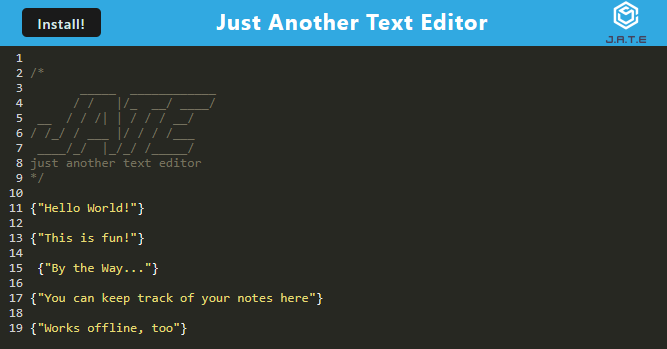 Install!
Just Another Text Editor
J.A.T.E
1
2 /*
3         _____  ____________
4        / /   |/_  __/ ____/
5   __  / / /| | / / / __/
6  / /_/ / ___ |/ / / /___
7  ____/_/  |_/_/ /_____/
8 just another text editor
9 */
10
11 {"Hello World!"}
12
13 {"This is fun!"}
14
15  {"By the Way..."}
16
17 {"You can keep track of your notes here"}
18
19 {"Works offline, too"}